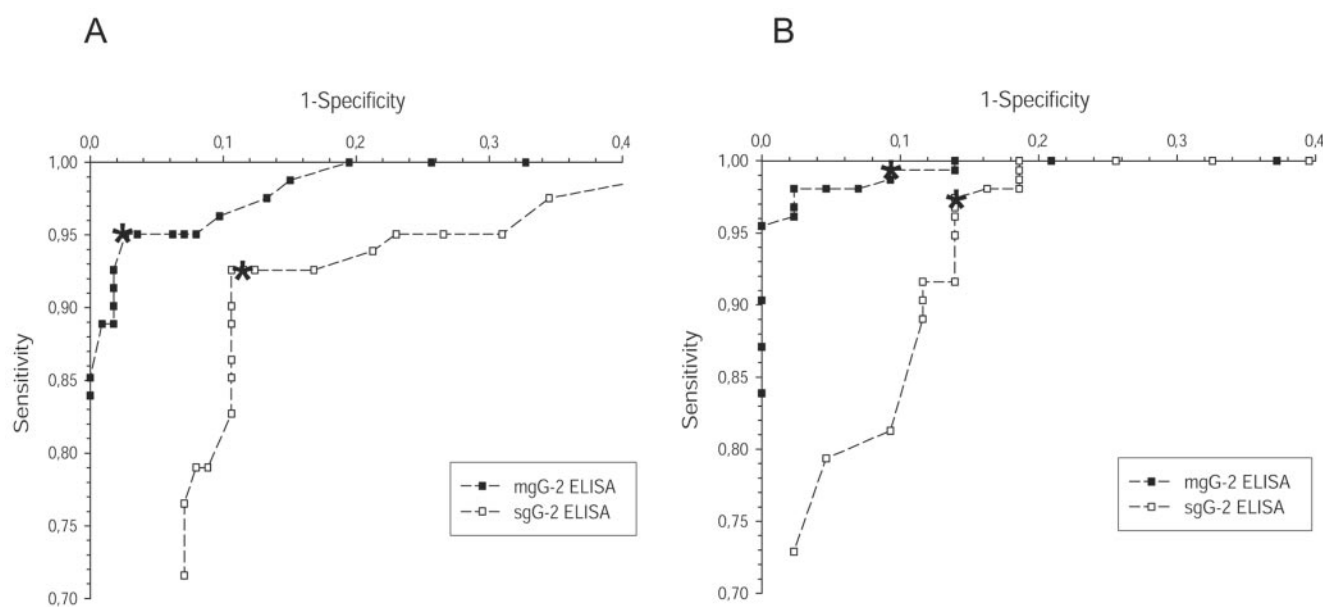 A
1-Specificity
0,0 0,1 0,2 0,3 0,4
1,00
0,95
0,90
0,85
0,80
0,75
0,70
Sensitivity
mgG-2 ELISA
sgG-2 ELISA
B
1-Specificity
0,0 0,1 0,2 0,3 0,4
1,00
0,95
0,90
0,85
0,80
0,75
0,70
Sensitivity
mgG-2 ELISA
sgG-2 ELISA